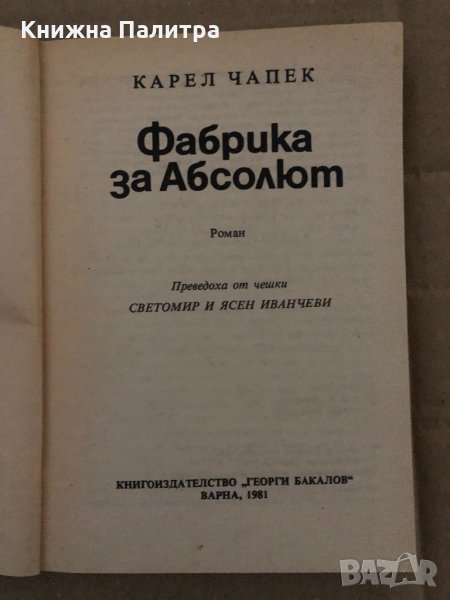 Книжна Палитра
КАРЕЛ ЧАПЕК
Фабрика
за Абсолют
Роман
Преведоха от чешки
СВЕТОМИР И ЯСЕН ИВАНЧЕВИ
КНИГОИЗДАТЕЛСТВО „ГЕОРГИ БАКАЛОВ“
ВАРНА, 1981
BAZAR